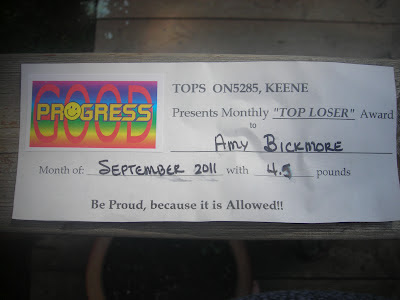 GOOD
PROGRESS
TOPS ON5285, KEENE
Presents Monthly "TOP LOSER" Award
to
AMY BICKMORE
Month of: SEPTEMBER 2011 with 4.5 pounds
Be Proud, because it is Allowed!!